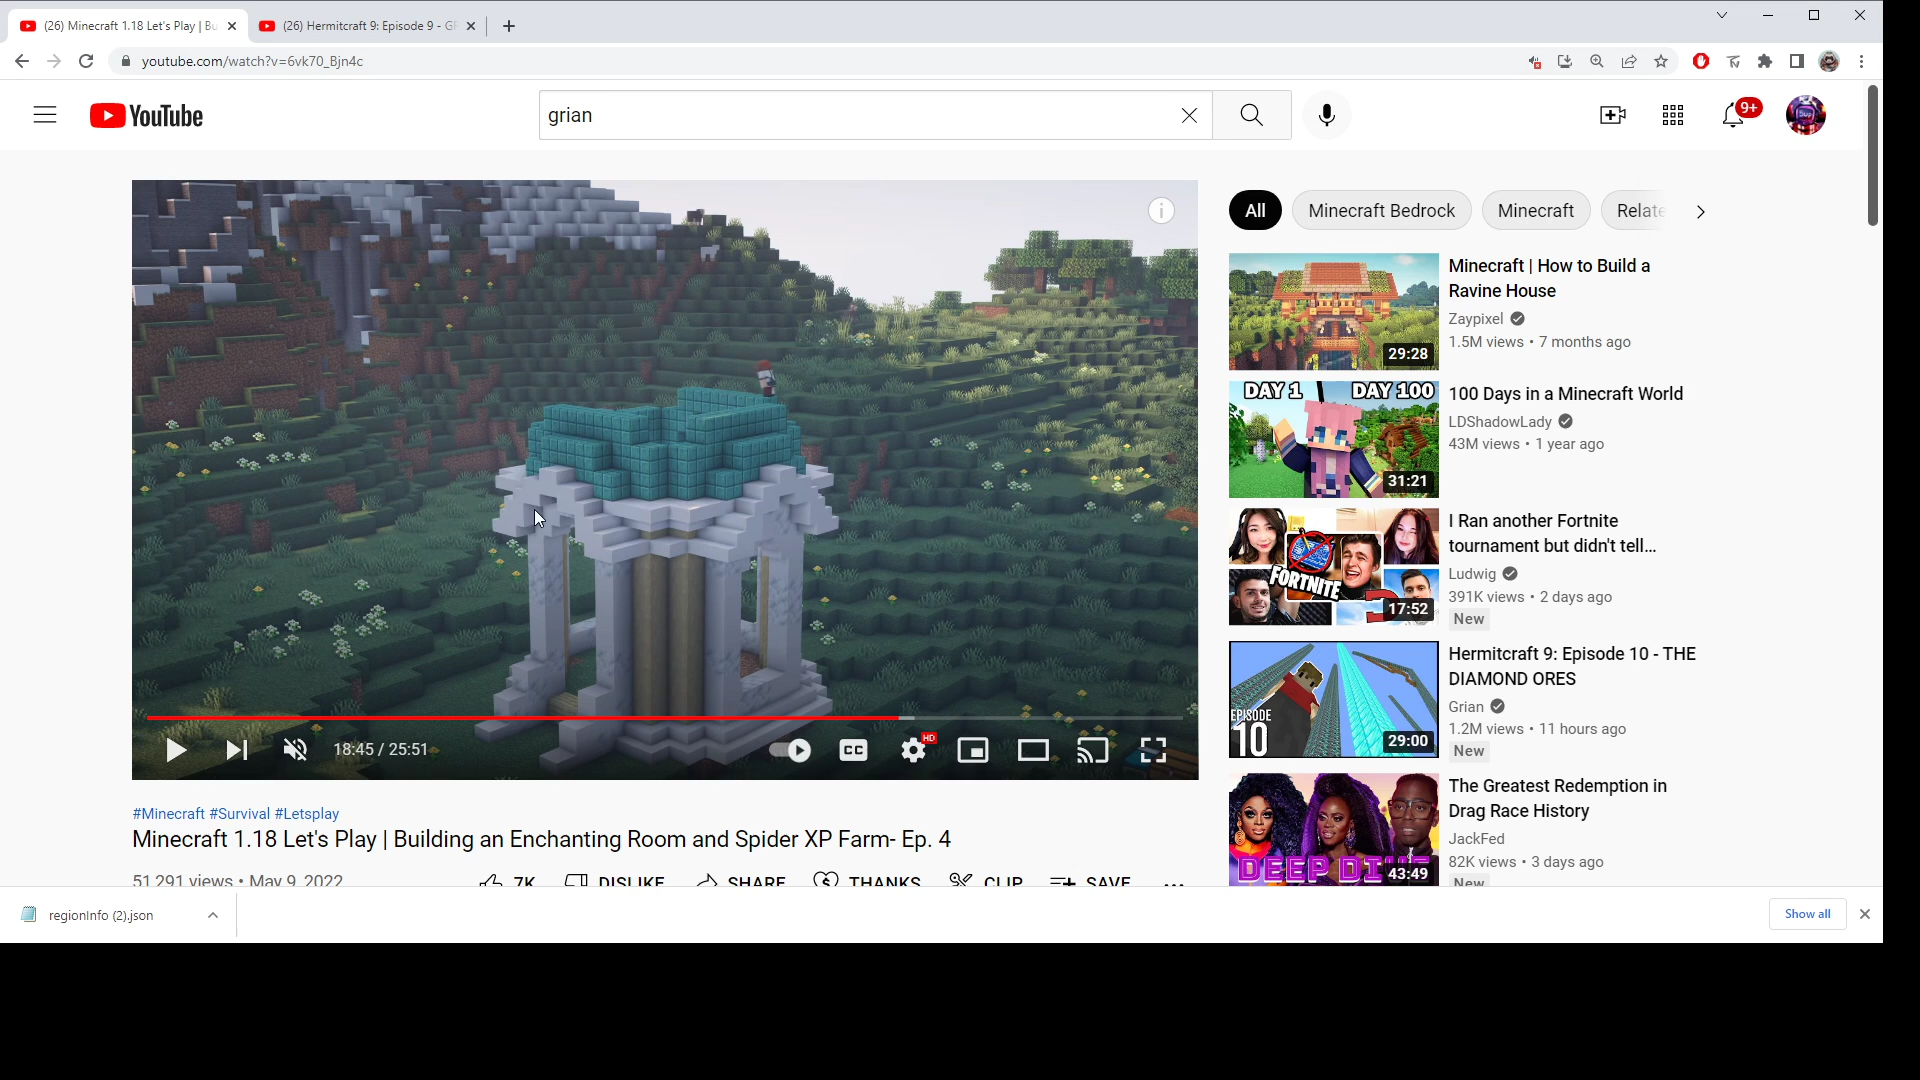 (26) Minecraft 1.18 Let's Play | Bu
(26) Hermitcraft 9: Episode 9 - GR
youtube.com/watch?v=6vk70_Bjn4c
YouTube
grian
9+
All
Minecraft Bedrock
Minecraft
Relate
Minecraft | How to Build a
Ravine House
Zaypixel
1.5M views • 7 months ago
29:28
DAY 1
DAY 100
31:21
100 Days in a Minecraft World
LDShadowLady
43M views • 1 year ago
FORTNITE
17:52
I Ran another Fortnite
tournament but didn't tell...
Ludwig
391K views • 2 days ago
New
EPISODE
10
29:00
Hermitcraft 9: Episode 10 - THE
DIAMOND ORES
Grian
1.2M views • 11 hours ago
New
DEEP DIVE
43:49
The Greatest Redemption in
Drag Race History
JackFed
82K views • 3 days ago
New
18:45 / 25:51
CC
HD
#Minecraft #Survival #Letsplay
Minecraft 1.18 Let's Play | Building an Enchanting Room and Spider XP Farm- Ep. 4
51,291 views • May 9, 2022
7K
DISLIKE
SHARE
THANKS
CLIP
SAVE
regionInfo (2).json
Show all